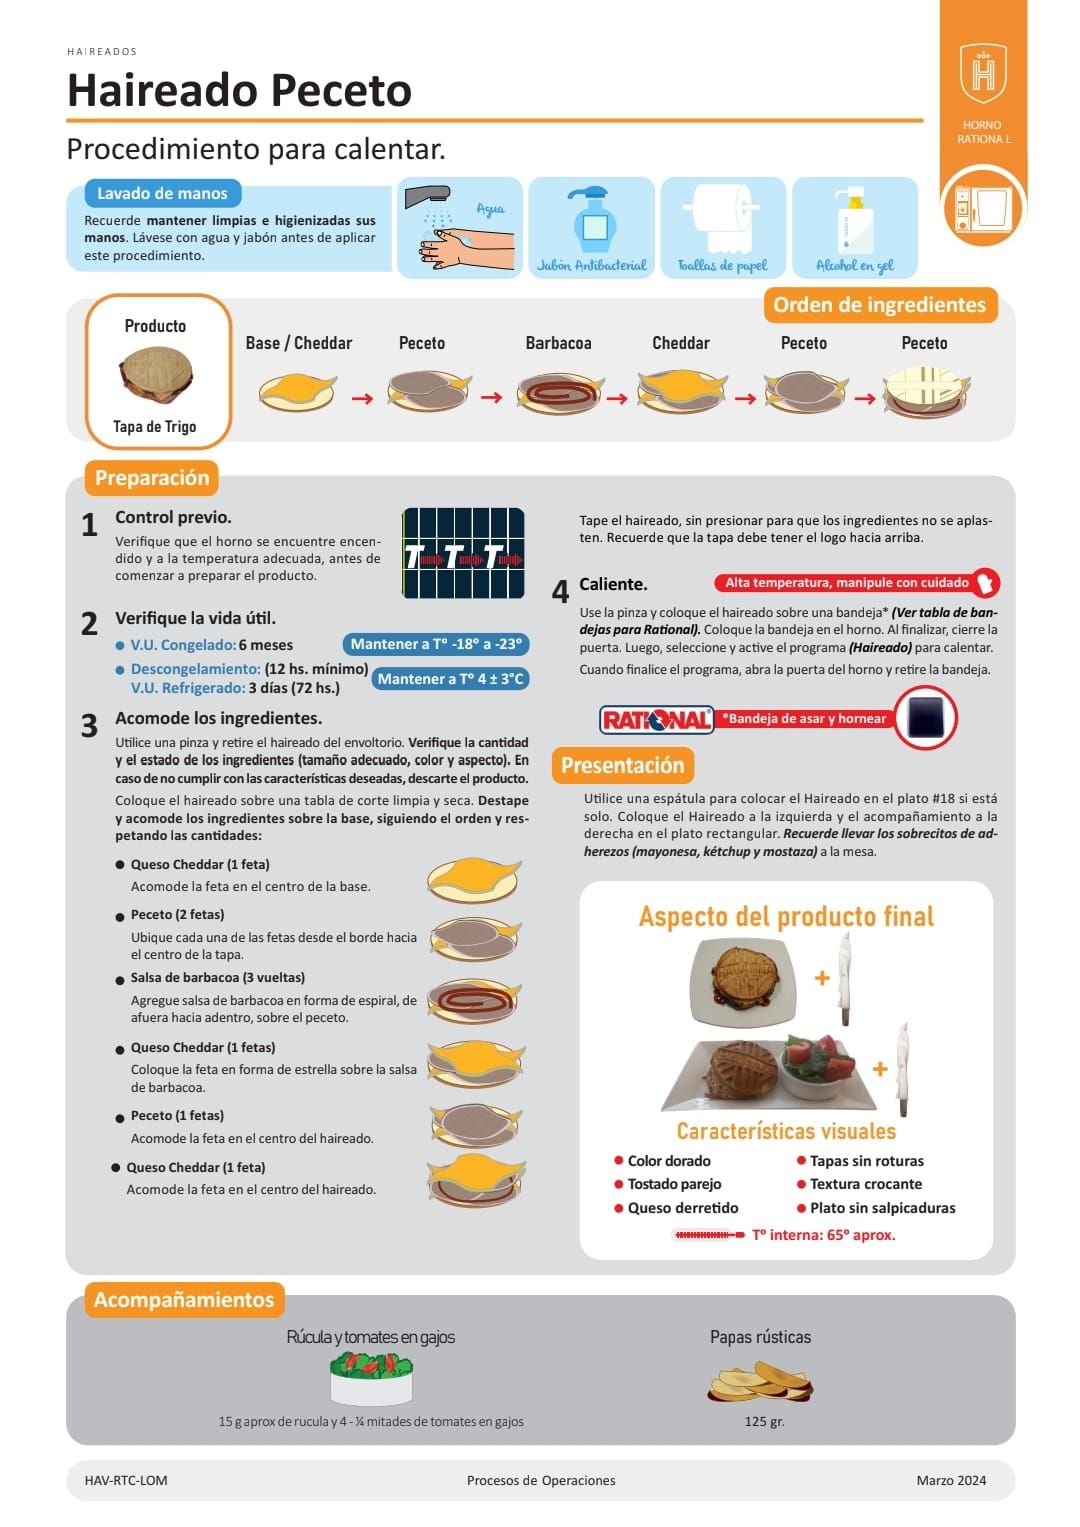 HAIREADOS
Haireado Peceto
Procedimiento para calentar.
HORNO
RATIONA L
Lavado de manos
Recuerde mantener limpias e higienizadas sus
manos. Lávese con agua y jabón antes de aplicar
este procedimiento.
Agua
Jabón Antibacterial
Toallas de papel
Alcohol en gel
Orden de ingredientes
Producto
Tapa de Trigo
Base / Cheddar
Peceto
Barbacoa
Cheddar
Peceto
Peceto
Preparación
1 Control previo.
Verifique que el horno se encuentre encen-
dido y a la temperatura adecuada, antes de
comenzar a preparar el producto.
T T T
2 Verifique la vida útil.
V.U. Congelado: 6 meses
Mantener a Tº -18º a -23º
Descongelamiento: (12 hs. mínimo)
V.U. Refrigerado: 3 días (72 hs.)
Mantener a Tº 4 ± 3°C
3 Acomode los ingredientes.
Utilice una pinza y retire el haireado del envoltorio. Verifique la cantidad
y el estado de los ingredientes (tamaño adecuado, color y aspecto). En
caso de no cumplir con las características deseadas, descarte el producto.
Coloque el haireado sobre una tabla de corte limpia y seca. Destape
y acomode los ingredientes sobre la base, siguiendo el orden y res-
petando las cantidades:
Queso Cheddar (1 feta)
Acomode la feta en el centro de la base.
Peceto (2 fetas)
Ubique cada una de las fetas desde el borde hacia
el centro de la tapa.
Salsa de barbacoa (3 vueltas)
Agregue salsa de barbacoa en forma de espiral, de
afuera hacia adentro, sobre el peceto.
Queso Cheddar (1 fetas)
Coloque la feta en forma de estrella sobre la salsa
de barbacoa.
Peceto (1 fetas)
Acomode la feta en el centro del haireado.
Queso Cheddar (1 feta)
Acomode la feta en el centro del haireado.
Tape el haireado, sin presionar para que los ingredientes no se aplas-
ten. Recuerde que la tapa debe tener el logo hacia arriba.
4 Caliente.
Alta temperatura, manipule con cuidado
Use la pinza y coloque el haireado sobre una bandeja* (Ver tabla de ban-
dejas para Rational). Coloque la bandeja en el horno. Al finalizar, cierre la
puerta. Luego, seleccione y active el programa (Haireado) para calentar.
Cuando finalice el programa, abra la puerta del horno y retire la bandeja.
RATIONAL
*Bandeja de asar y hornear
Presentación
Utilice una espátula para colocar el Haireado en el plato #18 si está
solo. Coloque el Haireado a la izquierda y el acompañamiento a la
derecha en el plato rectangular. Recuerde llevar los sobrecitos de ad-
herezos (mayonesa, kétchup y mostaza) a la mesa.
Aspecto del producto final
+
+
Características visuales
Color dorado
Tapas sin roturas
Tostado parejo
Textura crocante
Queso derretido
Plato sin salpicaduras
Tº interna: 65º aprox.
Acompañamientos
Rúcula y tomates en gajos
15 g aprox de rucula y 4 - ¼ mitades de tomates en gajos
Papas rústicas
125 gr.
HAV-RTC-LOM
Procesos de Operaciones
Marzo 2024